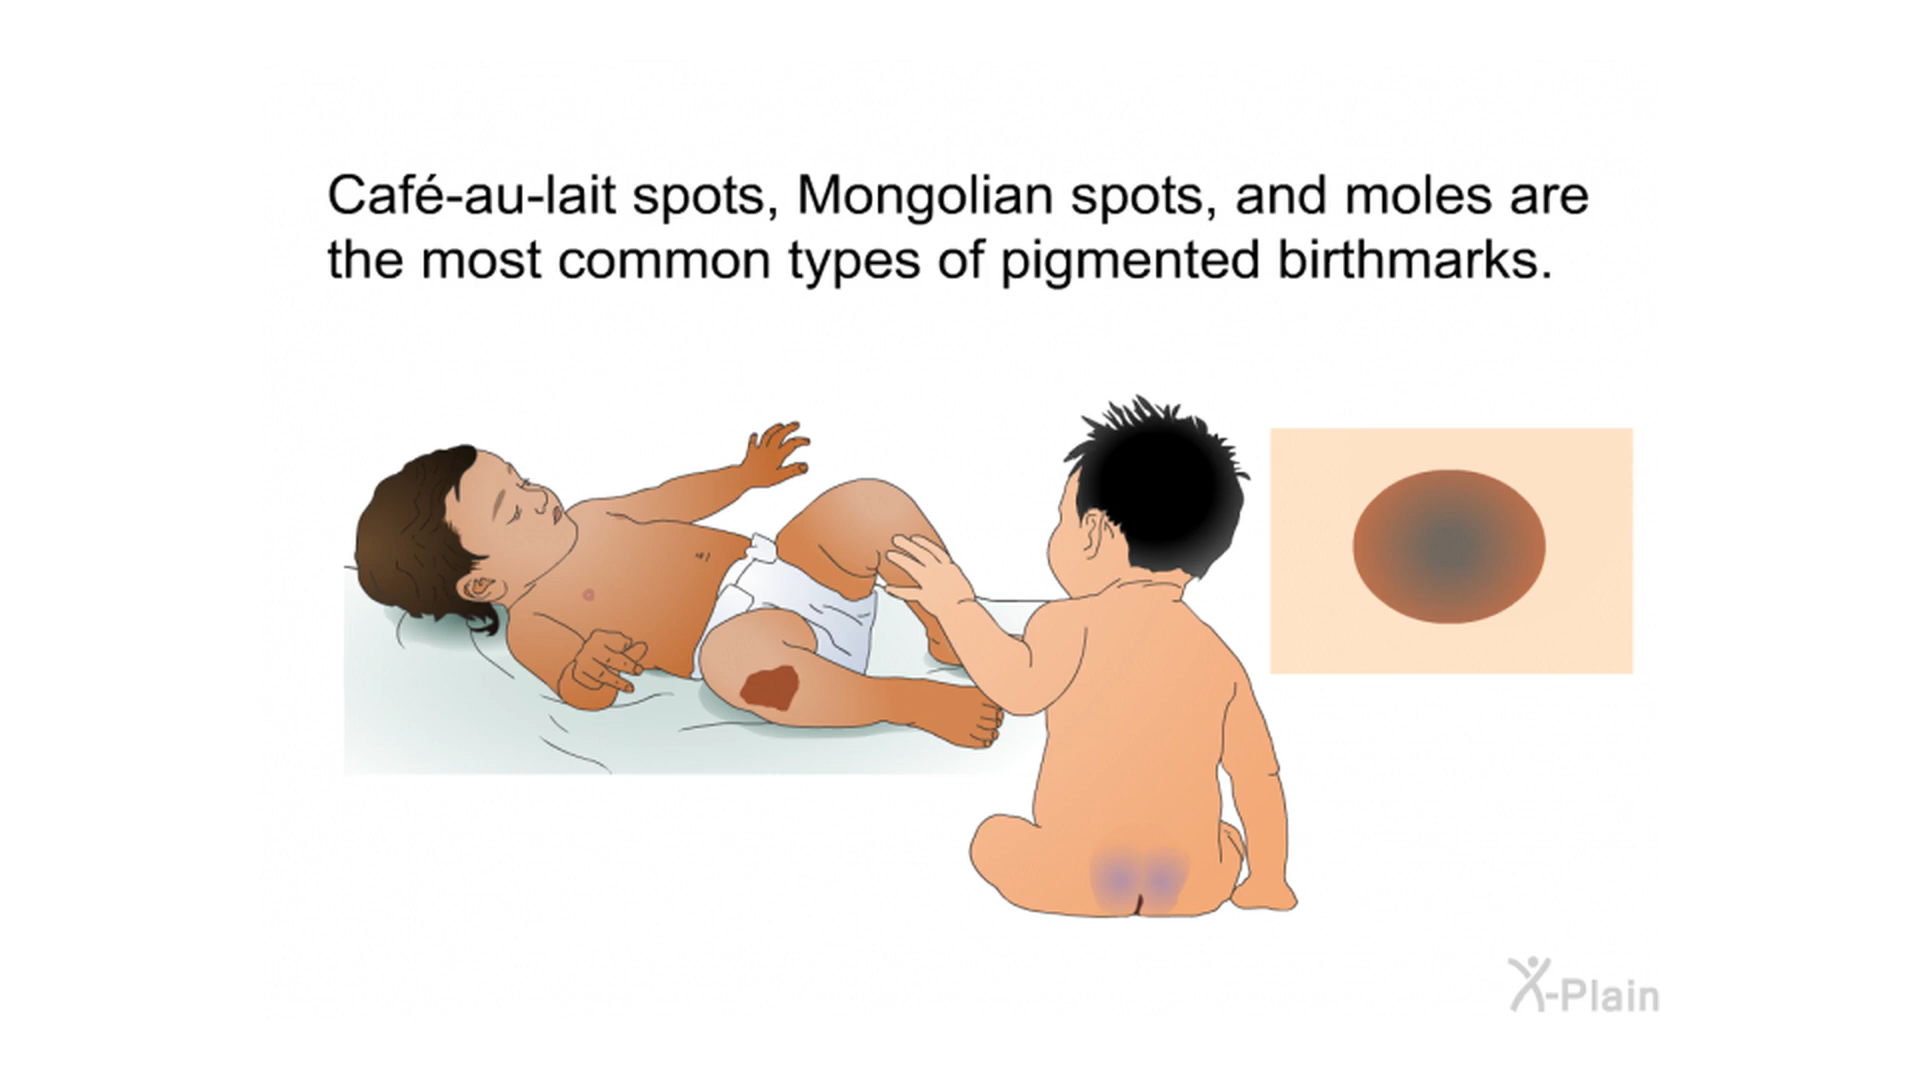 Café-au-lait spots, Mongolian spots, and moles are
the most common types of pigmented birthmarks.
X-Plain